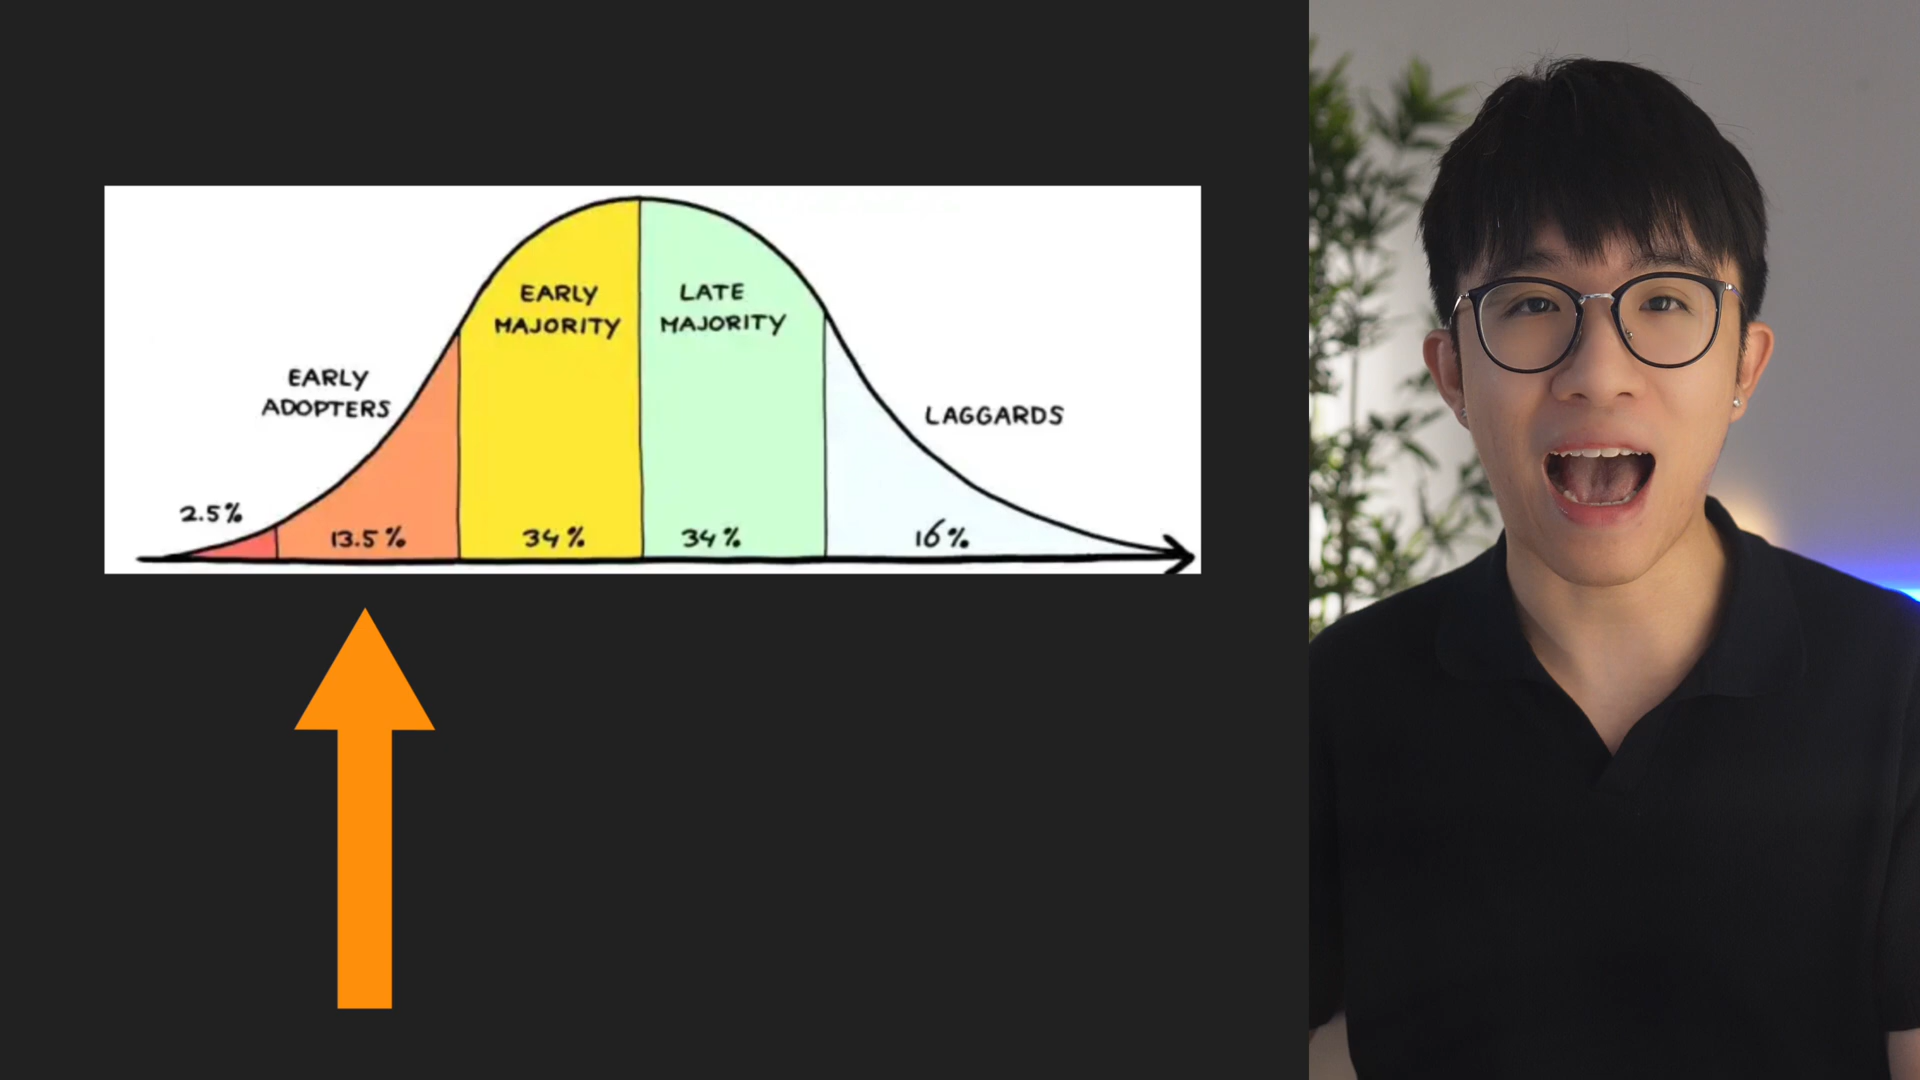 EARLY
MAJORITY
LATE
MAJORITY
EARLY
ADOPTERS
LAGGARDS
2.5%
13.5%
34%
34%
16%